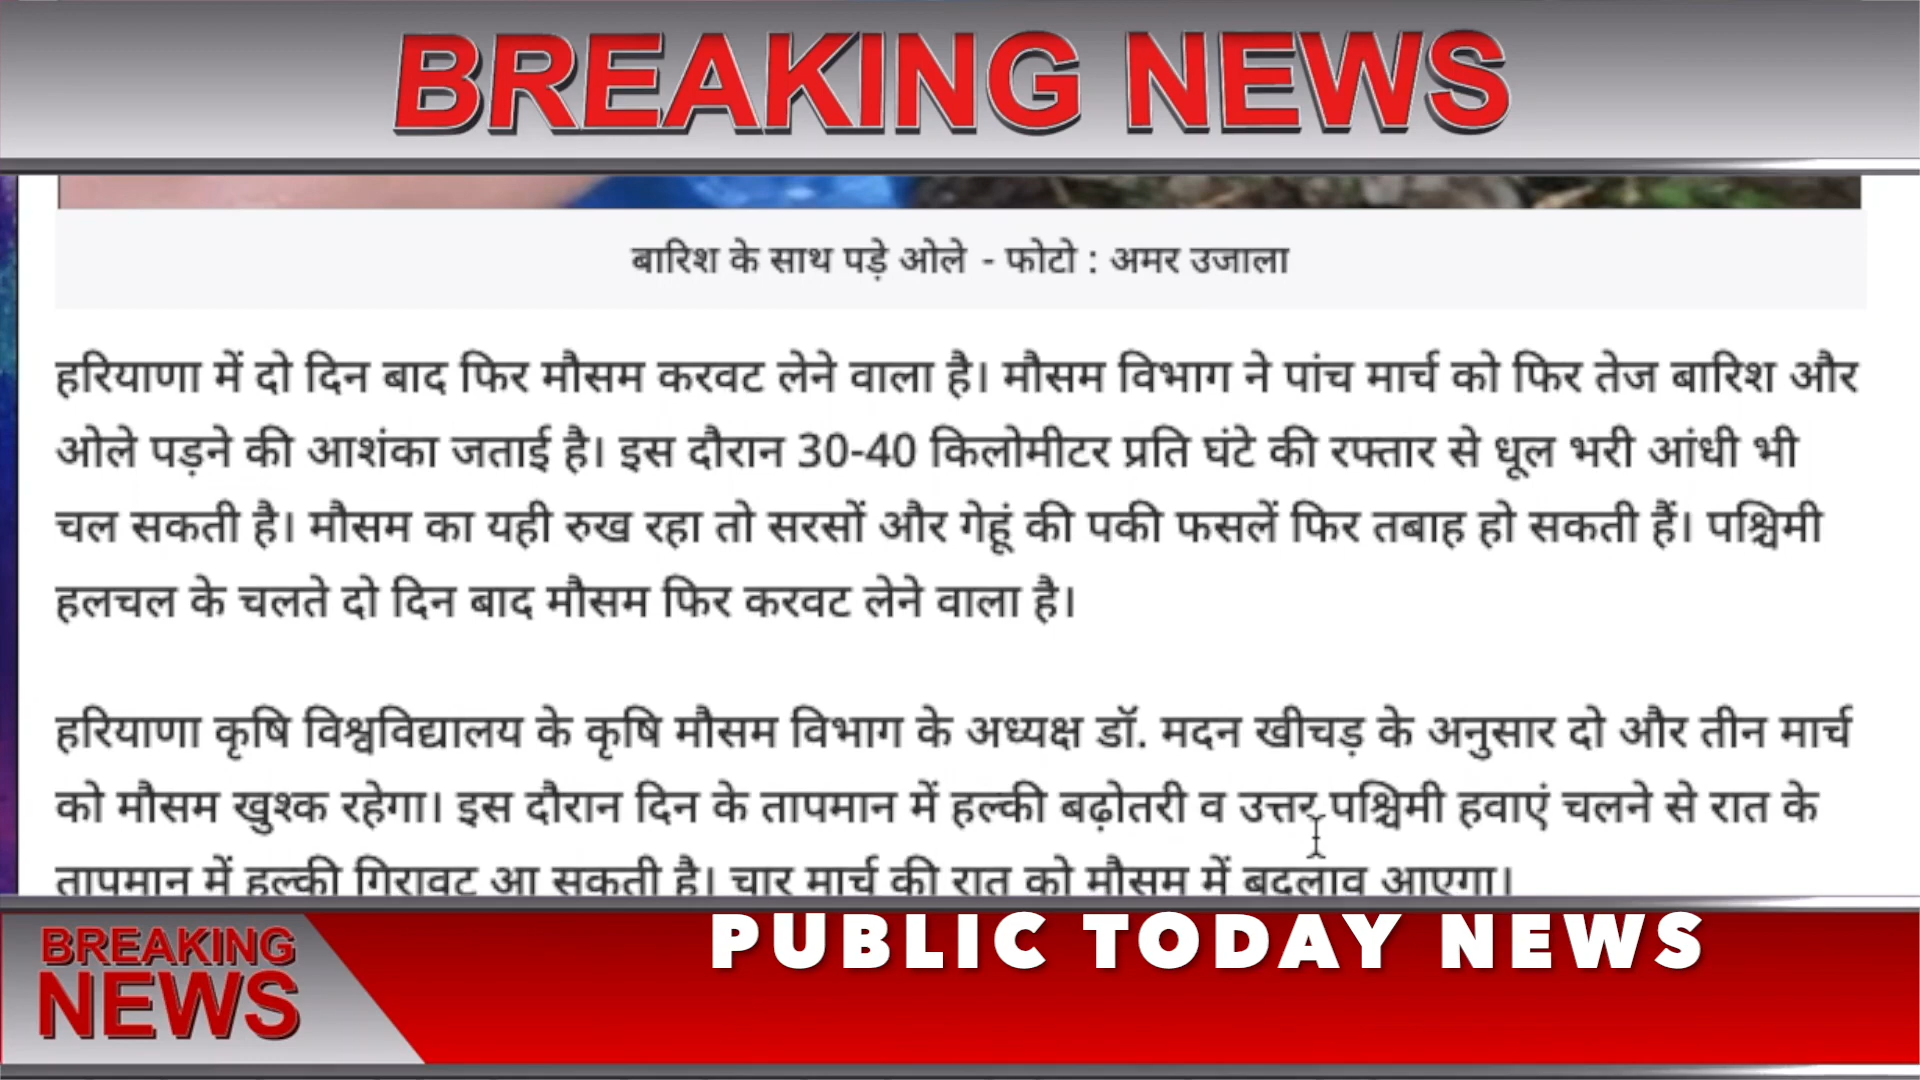 BREAKING NEWS
बारिश के साथ पड़े ओले - फोटो : अमर उजाला
हरियाणा में दो दिन बाद फिर मौसम करवट लेने वाला है। मौसम विभाग ने पांच मार्च को फिर तेज बारिश और
ओले पड़ने की आशंका जताई है। इस दौरान 30-40 किलोमीटर प्रति घंटे की रफ्तार से धूल भरी आंधी भी
चल सकती है। मौसम का यही रुख रहा तो सरसों और गेहूं की पकी फसलें फिर तबाह हो सकती हैं। पश्चिमी
हलचल के चलते दो दिन बाद मौसम फिर करवट लेने वाला है।
हरियाणा कृषि विश्वविद्यालय के कृषि मौसम विभाग के अध्यक्ष डॉ. मदन खीचड़ के अनुसार दो और तीन मार्च
को मौसम खुश्क रहेगा। इस दौरान दिन के तापमान में हल्की बढ़ोतरी व उत्तर पश्चिमी हवाएं चलने से रात के
तापमान में हल्की गिरावट आ सकती है। चार मार्च की रात को मौसम में बदलाव आएगा।
PUBLIC TODAY NEWS
BREAKING
NEWS